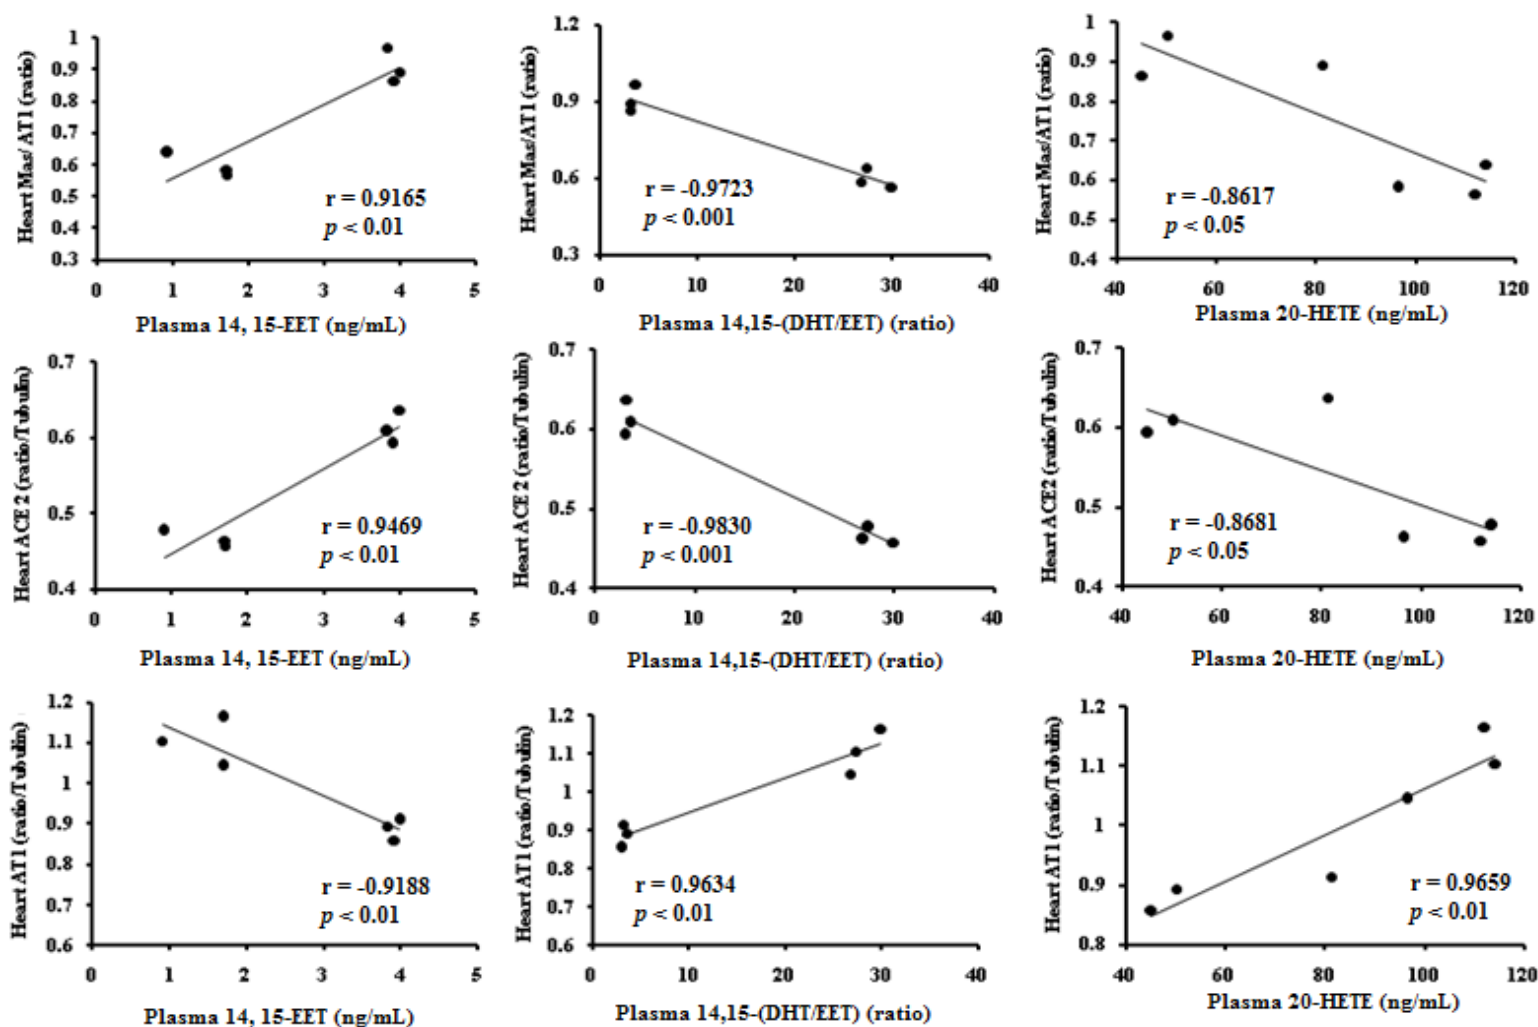 Heart Mas/ AT1 (ratio)
1
0.9
0.8
0.7
0.6
0.5
0.4
0.3
r = 0.9165
p < 0.01
0 1 2 3 4 5
Plasma 14, 15-EET (ng/mL)
Heart Mas/AT1 (ratio)
1.2
0.9
0.6
0.3
r = -0.9723
p < 0.001
0 10 20 30 40
Plasma 14,15-(DHT/EET) (ratio)
Heart Mas/AT1 (ratio)
1
0.9
0.8
0.7
0.6
0.5
0.4
r = -0.8617
p < 0.05
40 60 80 100 120
Plasma 20-HETE (ng/mL)
Heart ACE 2 (ratio/Tubulin)
0.7
0.6
0.5
0.4
r = 0.9469
p < 0.01
0 1 2 3 4 5
Plasma 14, 15-EET (ng/mL)
Heart ACE2 (ratio/Tubulin)
0.7
0.6
0.5
0.4
r = -0.9830
p < 0.001
0 10 20 30 40
Plasma 14,15-(DHT/EET) (ratio)
Heart ACE2 (ratio/Tubulin)
0.7
0.6
0.5
0.4
r = -0.8681
p < 0.05
40 60 80 100 120
Plasma 20-HETE (ng/mL)
Heart AT1 (ratio/Tubulin)
1.2
1.1
1
0.9
0.8
0.7
0.6
r = -0.9188
p < 0.01
0 1 2 3 4 5
Plasma 14, 15-EET (ng/mL)
Heart AT1 (ratio/Tubulin)
1.2
1.1
1
0.9
0.8
0.7
0.6
r = 0.9634
p < 0.01
0 10 20 30 40
Plasma 14,15-(DHT/EET) (ratio)
Heart AT1 (ratio/Tubulin)
1.2
1.1
1
0.9
0.8
r = 0.9659
p < 0.01
40 60 80 100 120
Plasma 20-HETE (ng/mL)